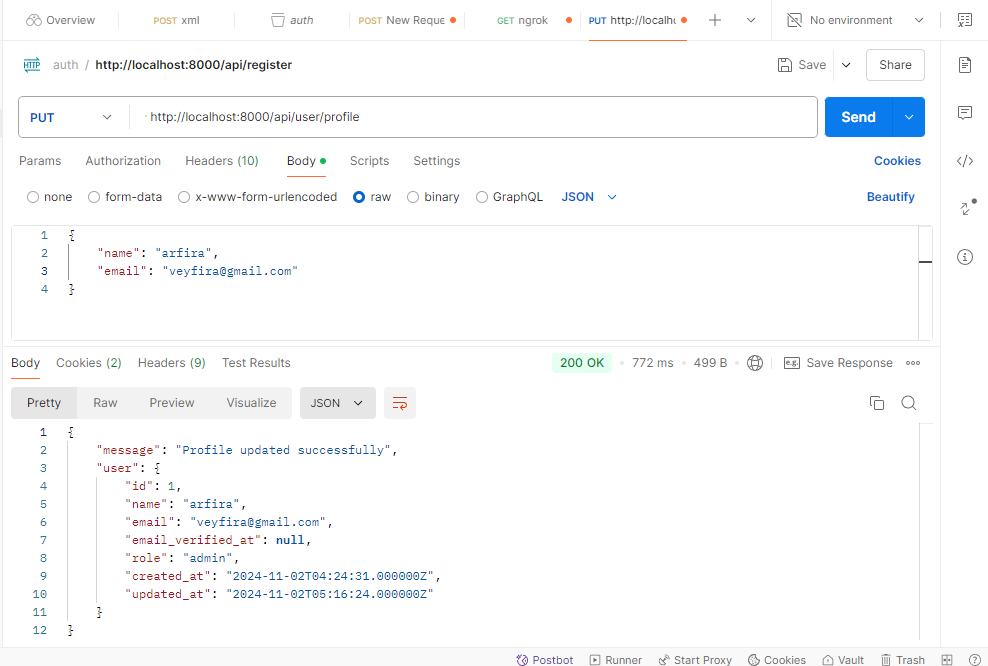 Overview POST xml auth POST New Reque GET ngrok PUT http://localh No environment
HTTP auth / http://localhost:8000/api/register Save Share
PUT http://localhost:8000/api/user/profile Send
Params Authorization Headers (10) Body Scripts Settings Cookies
none form-data x-www-form-urlencoded raw binary GraphQL JSON Beautify
1 {
2 "name": "arfira",
3 "email": "veyfira@gmail.com"
4 }
Body Cookies (2) Headers (9) Test Results 200 OK • 772 ms • 499 B • e.g. Save Response
Pretty Raw Preview Visualize JSON
1 {
2 "message": "Profile updated successfully",
3 "user": {
4 "id": 1,
5 "name": "arfira",
6 "email": "veyfira@gmail.com",
7 "email_verified_at": null,
8 "role": "admin",
9 "created_at": "2024-11-02T04:24:31.000000Z",
10 "updated_at": "2024-11-02T05:16:24.000000Z"
11 }
12 }
Postbot Runner Start Proxy Cookies Vault Trash